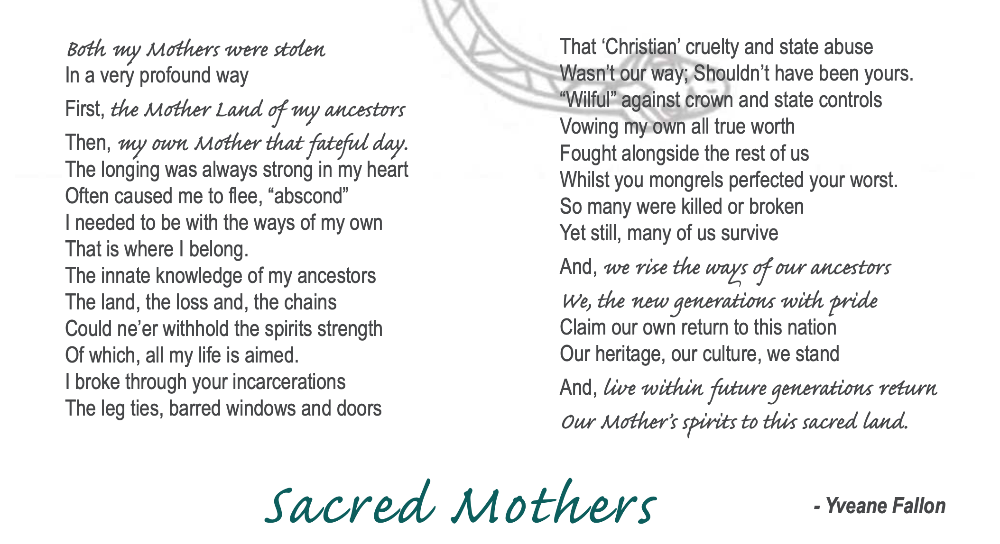 Both my Mothers were stolen
In a very profound way
First, the Mother Land of my ancestors
Then, my own Mother that fateful day.
The longing was always strong in my heart
Often caused me to flee, “abscond”
I needed to be with the ways of my own
That is where I belong.
The innate knowledge of my ancestors
The land, the loss and, the chains
Could ne’er withhold the spirits strength
Of which, all my life is aimed.
I broke through your incarcerations
The leg ties, barred windows and doors
That ‘Christian’ cruelty and state abuse
Wasn’t our way; Shouldn’t have been yours.
“Wilful” against crown and state controls
Vowing my own all true worth
Fought alongside the rest of us
Whilst you mongrels perfected your worst.
So many were killed or broken
Yet still, many of us survive
And, we rise the ways of our ancestors
We, the new generations with pride
Claim our own return to this nation
Our heritage, our culture, we stand
And, live within future generations return
Our Mother’s spirits to this sacred land.
Sacred Mothers
- Yveane Fallon